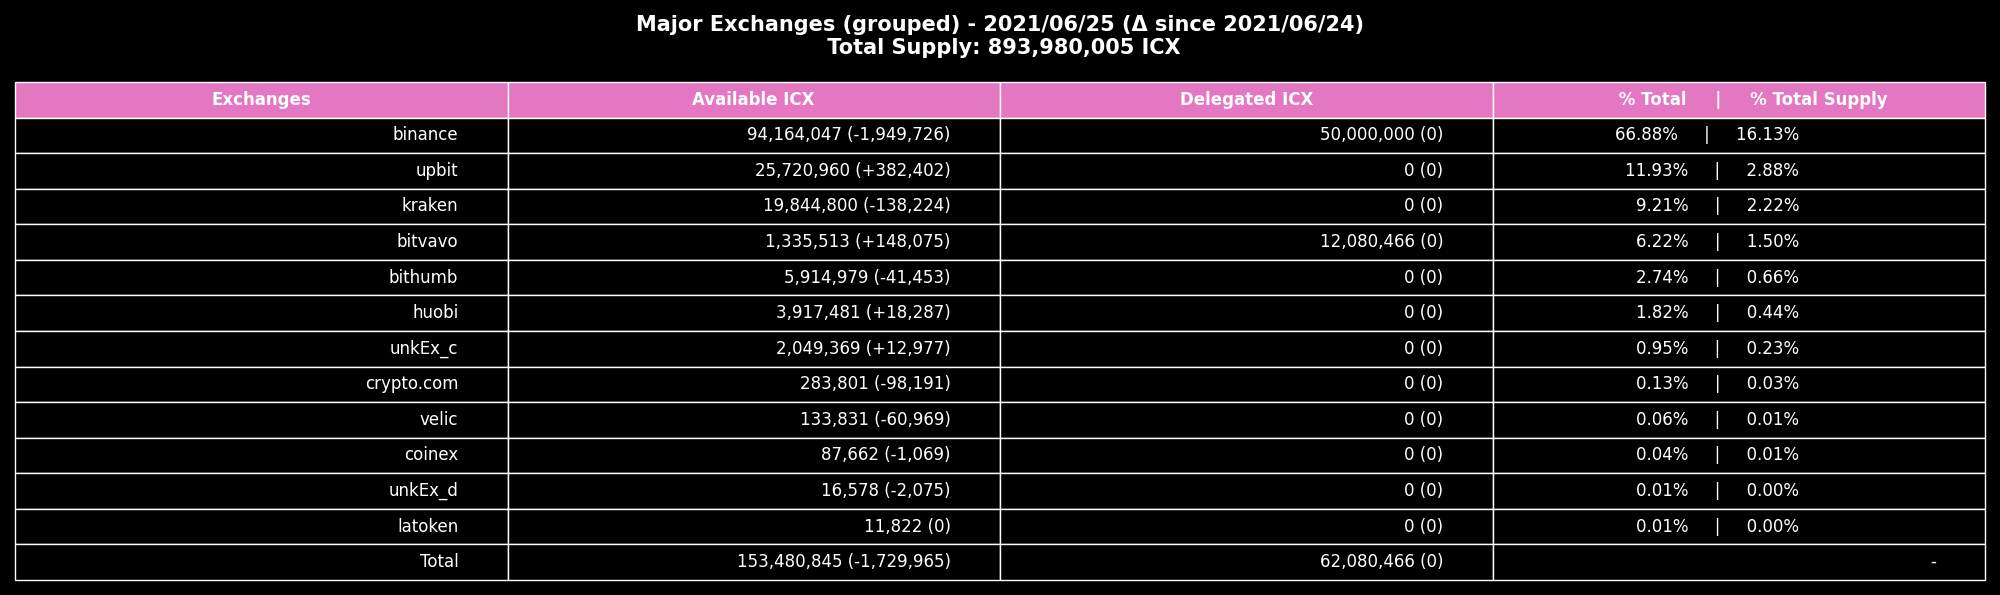 Major Exchanges (grouped) - 2021/06/25 (Δ since 2021/06/24)
Total Supply: 893,980,005 ICX
Exchanges Available ICX Delegated ICX % Total | % Total Supply
binance 94,164,047 (-1,949,726) 50,000,000 (0) 66.88% | 16.13%
upbit 25,720,960 (+382,402) 0 (0) 11.93% | 2.88%
kraken 19,844,800 (-138,224) 0 (0) 9.21% | 2.22%
bitvavo 1,335,513 (+148,075) 12,080,466 (0) 6.22% | 1.50%
bithumb 5,914,979 (-41,453) 0 (0) 2.74% | 0.66%
huobi 3,917,481 (+18,287) 0 (0) 1.82% | 0.44%
unkEx_c 2,049,369 (+12,977) 0 (0) 0.95% | 0.23%
crypto.com 283,801 (-98,191) 0 (0) 0.13% | 0.03%
velic 133,831 (-60,969) 0 (0) 0.06% | 0.01%
coinex 87,662 (-1,069) 0 (0) 0.04% | 0.01%
unkEx_d 16,578 (-2,075) 0 (0) 0.01% | 0.00%
latoken 11,822 (0) 0 (0) 0.01% | 0.00%
Total 153,480,845 (-1,729,965) 62,080,466 (0) -